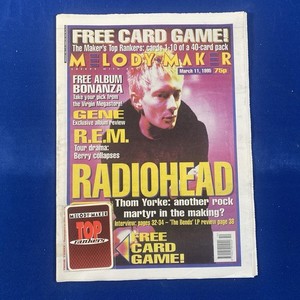 FREE CARD GAME!
The Maker's Top Rankers: cards 1-10 of a 40-card pack
MELODY MAKER
March 11, 1995 75p
FREE ALBUM
BONANZA
Take your pick from
the Virgin Megastore!
GENE
Exclusive album review
R.E.M.
Tour drama:
Berry collapses
RADIOHEAD
Thom Yorke: another rock
martyr in the making?
Interview: pages 32-34 – 'The Bends' LP review page 35
MELODY MAKER
TOP
rankers
FREE
CARD
GAME!